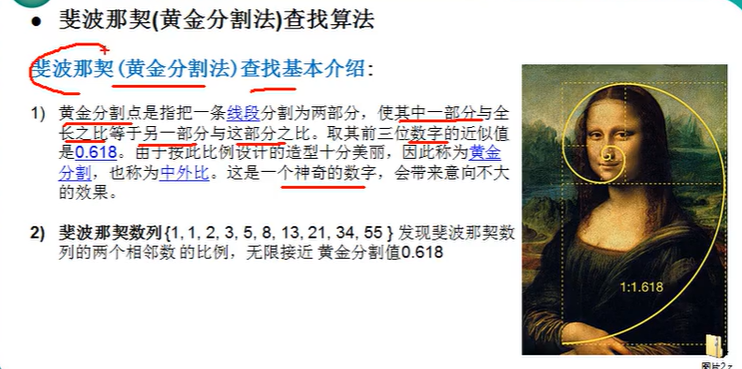 ● 斐波那契(黄金分割法)查找算法
斐波那契(黄金分割法)查找基本介绍:
1) 黄金分割点是指把一条线段分割为两部分，使其中一部分与全
长之比等于另一部分与这部分之比。取其前三位数字的近似值
是0.618。由于按此比例设计的造型十分美丽，因此称为黄金
分割，也称为中外比。这是一个神奇的数字，会带来意向不大
的效果。
2) 斐波那契数列{1, 1, 2, 3, 5, 8, 13, 21, 34, 55 } 发现斐波那契数
列的两个相邻数 的比例，无限接近 黄金分割值0.618
1:1.618
图片2.z